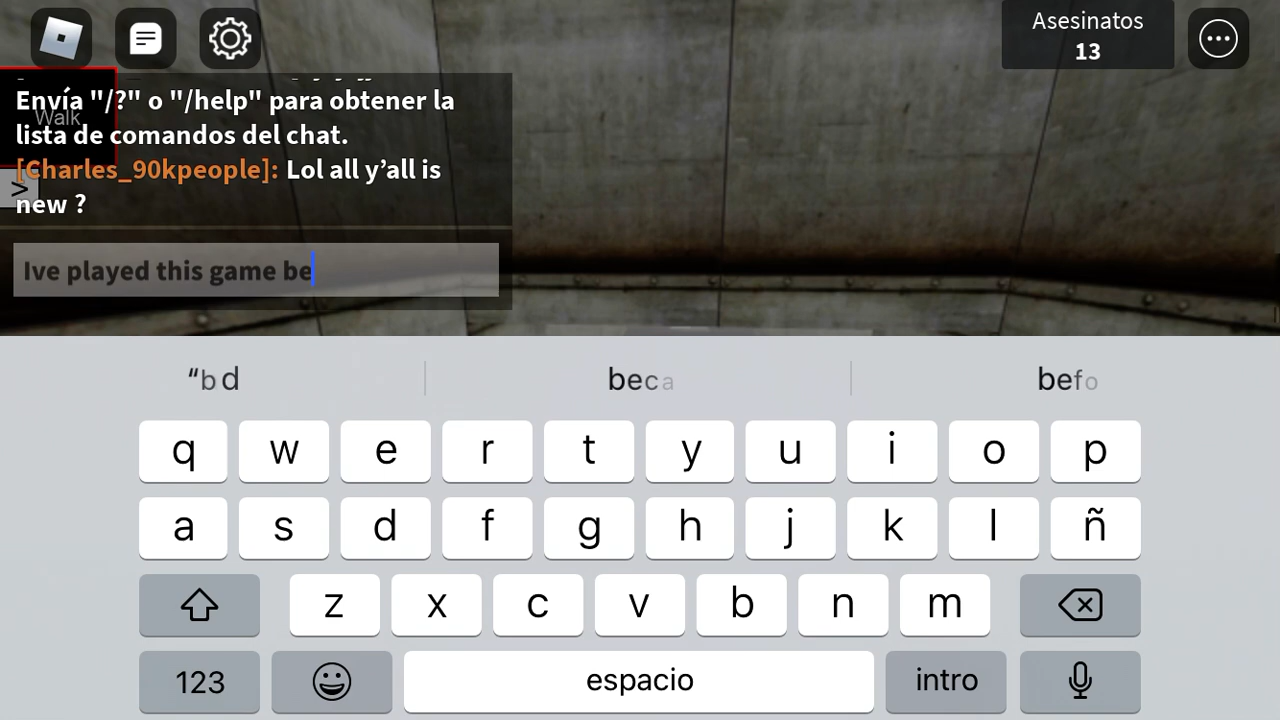 Asesinatos
13
Envía "/?" o "/help" para obtener la
Walk
lista de comandos del chat.
[Charles_90kpeople]: Lol all y’all is
>
new ?
Ive played this game be
“bd
beca
befo
q w e r t y u i o p
a s d f g h j k l ñ
z x c v b n m
123
espacio
intro